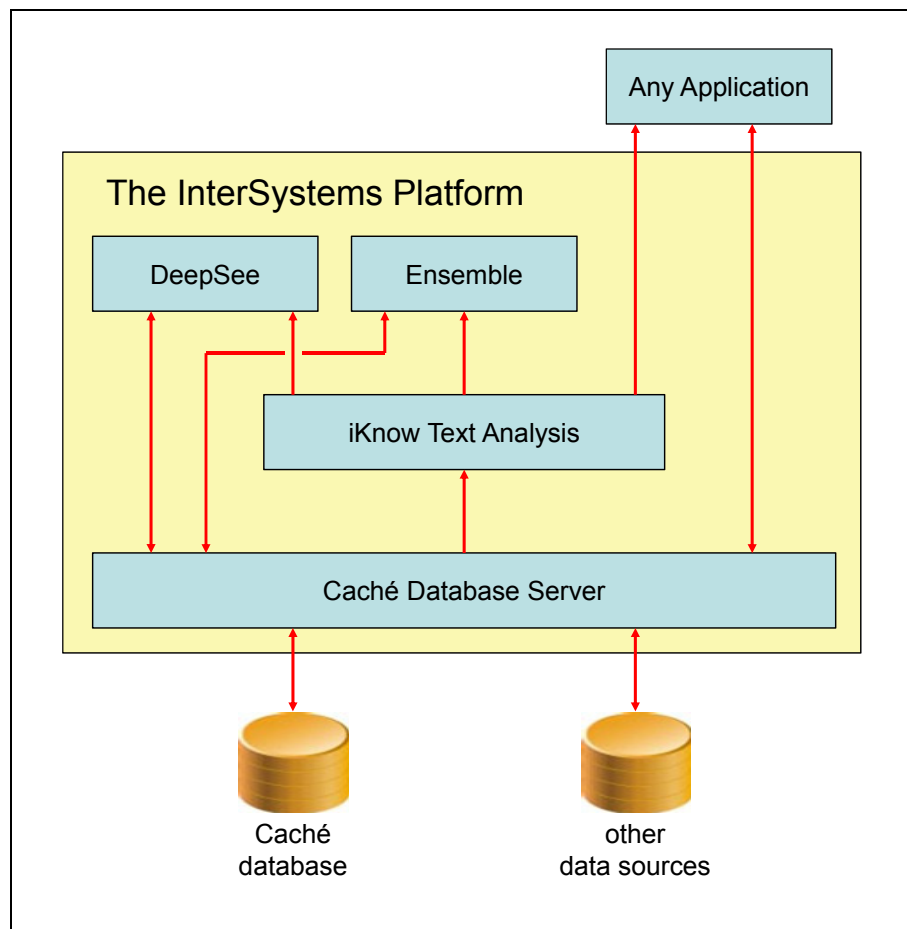 Any Application
The InterSystems Platform
DeepSee
Ensemble
iKnow Text Analysis
Caché Database Server
Caché
database
other
data sources